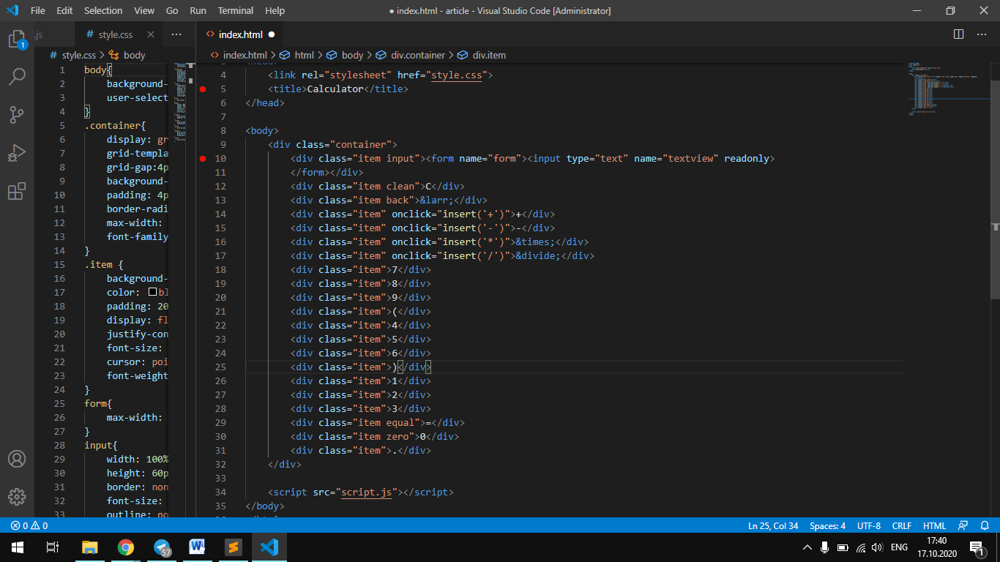 File Edit Selection View Go Run Terminal Help ● index.html - article - Visual Studio Code [Administrator]
.js # style.css × ··· <> index.html ● ···
1
# style.css > body
1 body{
2 background-
3 user-select
4 }
5 .container{
6 display: gr
7 grid-templa
8 grid-gap:4p
9 background-
10 padding: 4p
11 border-radi
12 max-width:
13 font-family
14 }
15 .item {
16 background-
17 color: bl
18 padding: 20
19 display: fl
20 justify-con
21 font-size:
22 cursor: poi
23 font-weight
24 }
25 form{
26 max-width:
27 }
28 input{
29 width: 100%
30 height: 60p
31 border: non
32 font-size:
33 outline: no
<> index.html > html > body > div.container > div.item
3 <head>
4 <link rel="stylesheet" href="style.css">
5 <title>Calculator</title>
6 </head>
7
8 <body>
9 <div class="container">
10 <div class="item input"><form name="form"><input type="text" name="textview" readonly>
11 </form></div>
12 <div class="item clean">C</div>
13 <div class="item back">&larr;</div>
14 <div class="item" onclick="insert('+')">+</div>
15 <div class="item" onclick="insert('-')">-</div>
16 <div class="item" onclick="insert('*')">&times;</div>
17 <div class="item" onclick="insert('/')">&divide;</div>
18 <div class="item">7</div>
19 <div class="item">8</div>
20 <div class="item">9</div>
21 <div class="item">(</div>
22 <div class="item">4</div>
23 <div class="item">5</div>
24 <div class="item">6</div>
25 <div class="item">)</div>
26 <div class="item">1</div>
27 <div class="item">2</div>
28 <div class="item">3</div>
29 <div class="item equal">=</div>
30 <div class="item zero">0</div>
31 <div class="item">.</div>
32 </div>
33
34 <script src="script.js"></script>
35 </body>
0 0 Ln 25, Col 34 Spaces: 4 UTF-8 CRLF HTML
57 ENG 17:40
17.10.2020 1